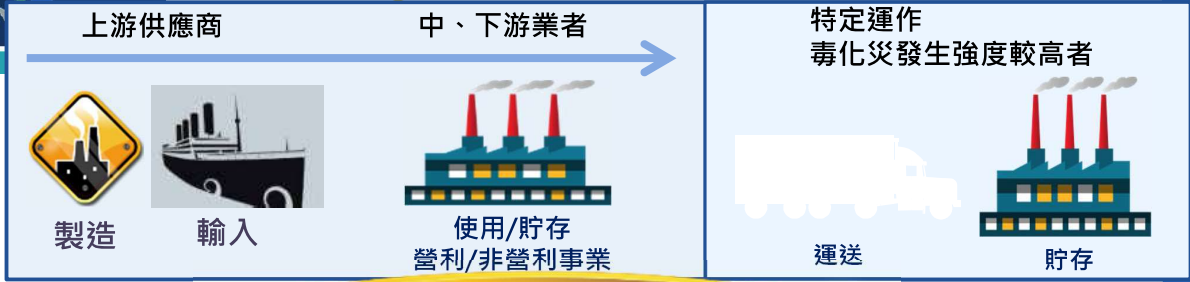 上游供應商
中、下游業者
製造
輸入
使用/貯存
營利/非營利事業
特定運作
毒化災發生強度較高者
運送
貯存